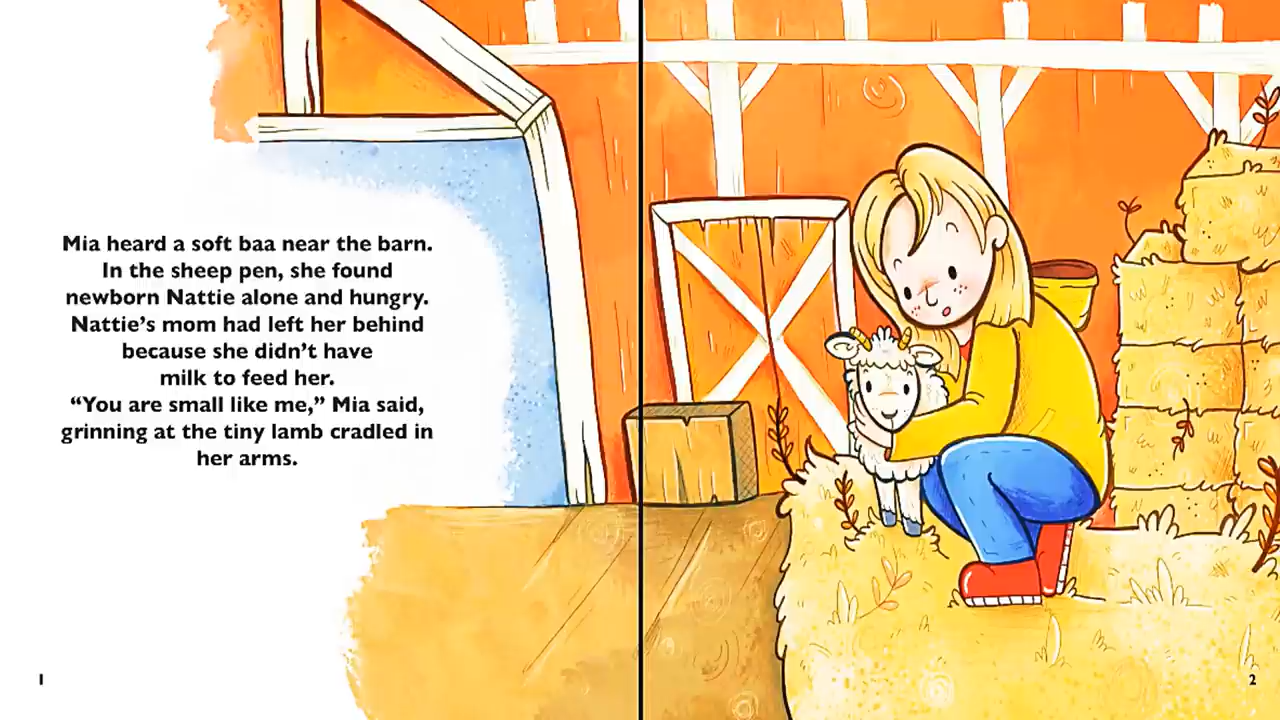 Mia heard a soft baa near the barn.
In the sheep pen, she found
newborn Nattie alone and hungry.
Nattie’s mom had left her behind
because she didn’t have
milk to feed her.
“You are small like me,” Mia said,
grinning at the tiny lamb cradled in
her arms.
1
2